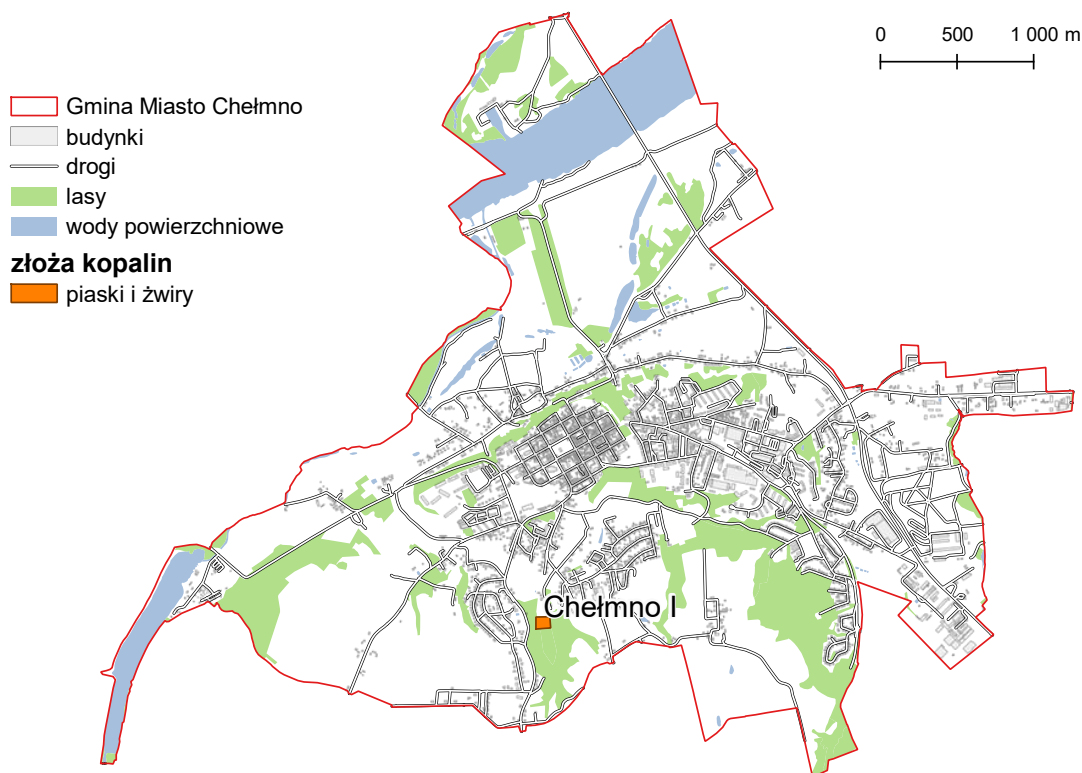 0 500 1 000 m
Gmina Miasto Chełmno
budynki
drogi
lasy
wody powierzchniowe
złoża kopalin
piaski i żwiry
Chełmno I